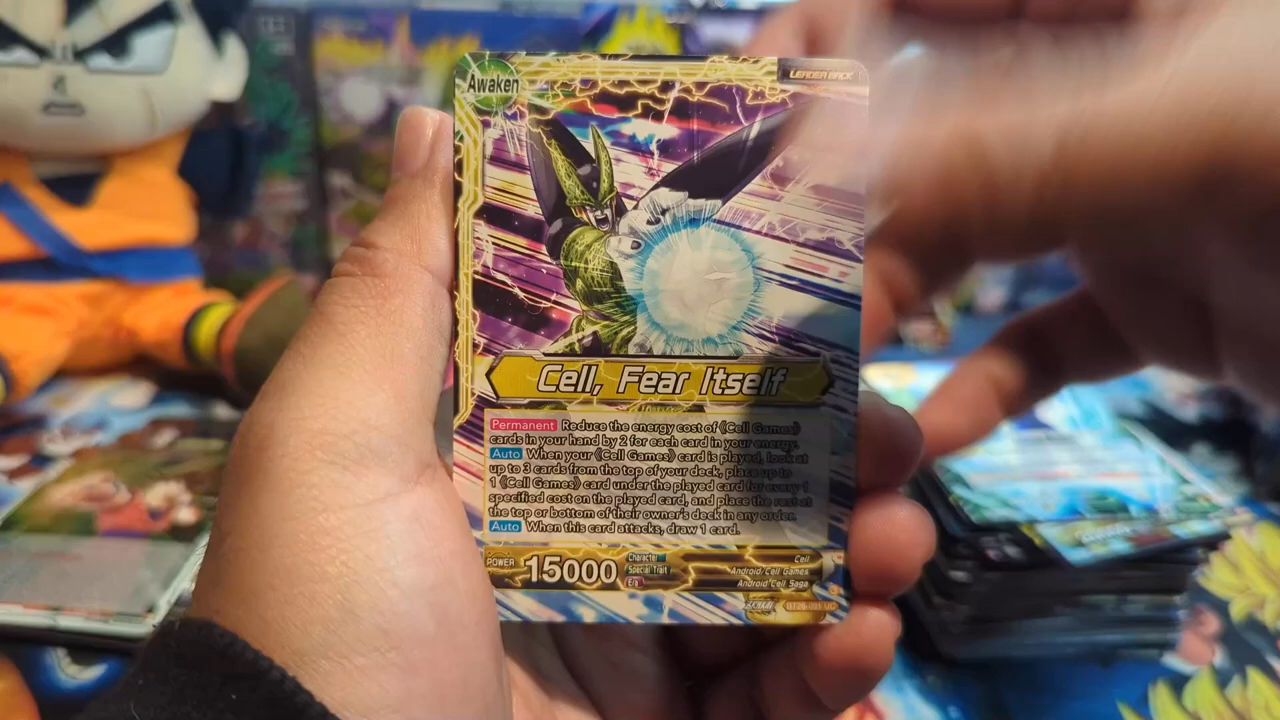 Awaken
LEADER BACK
Cell, Fear Itself
Permanent Reduce the energy cost of 《Cell Games》
cards in your hand by 2 for each card in your energy.
Auto When your 《Cell Games》 card is played, look at
up to 3 cards from the top of your deck, place up to
1 《Cell Games》 card under the played card for every 1
specified cost on the played card, and place the rest at
the top or bottom of their owner's deck in any order.
Auto When this card attacks, draw 1 card.
POWER 15000
Character Cell
Special Trait Android/Cell Games
Era Android/Cell Saga